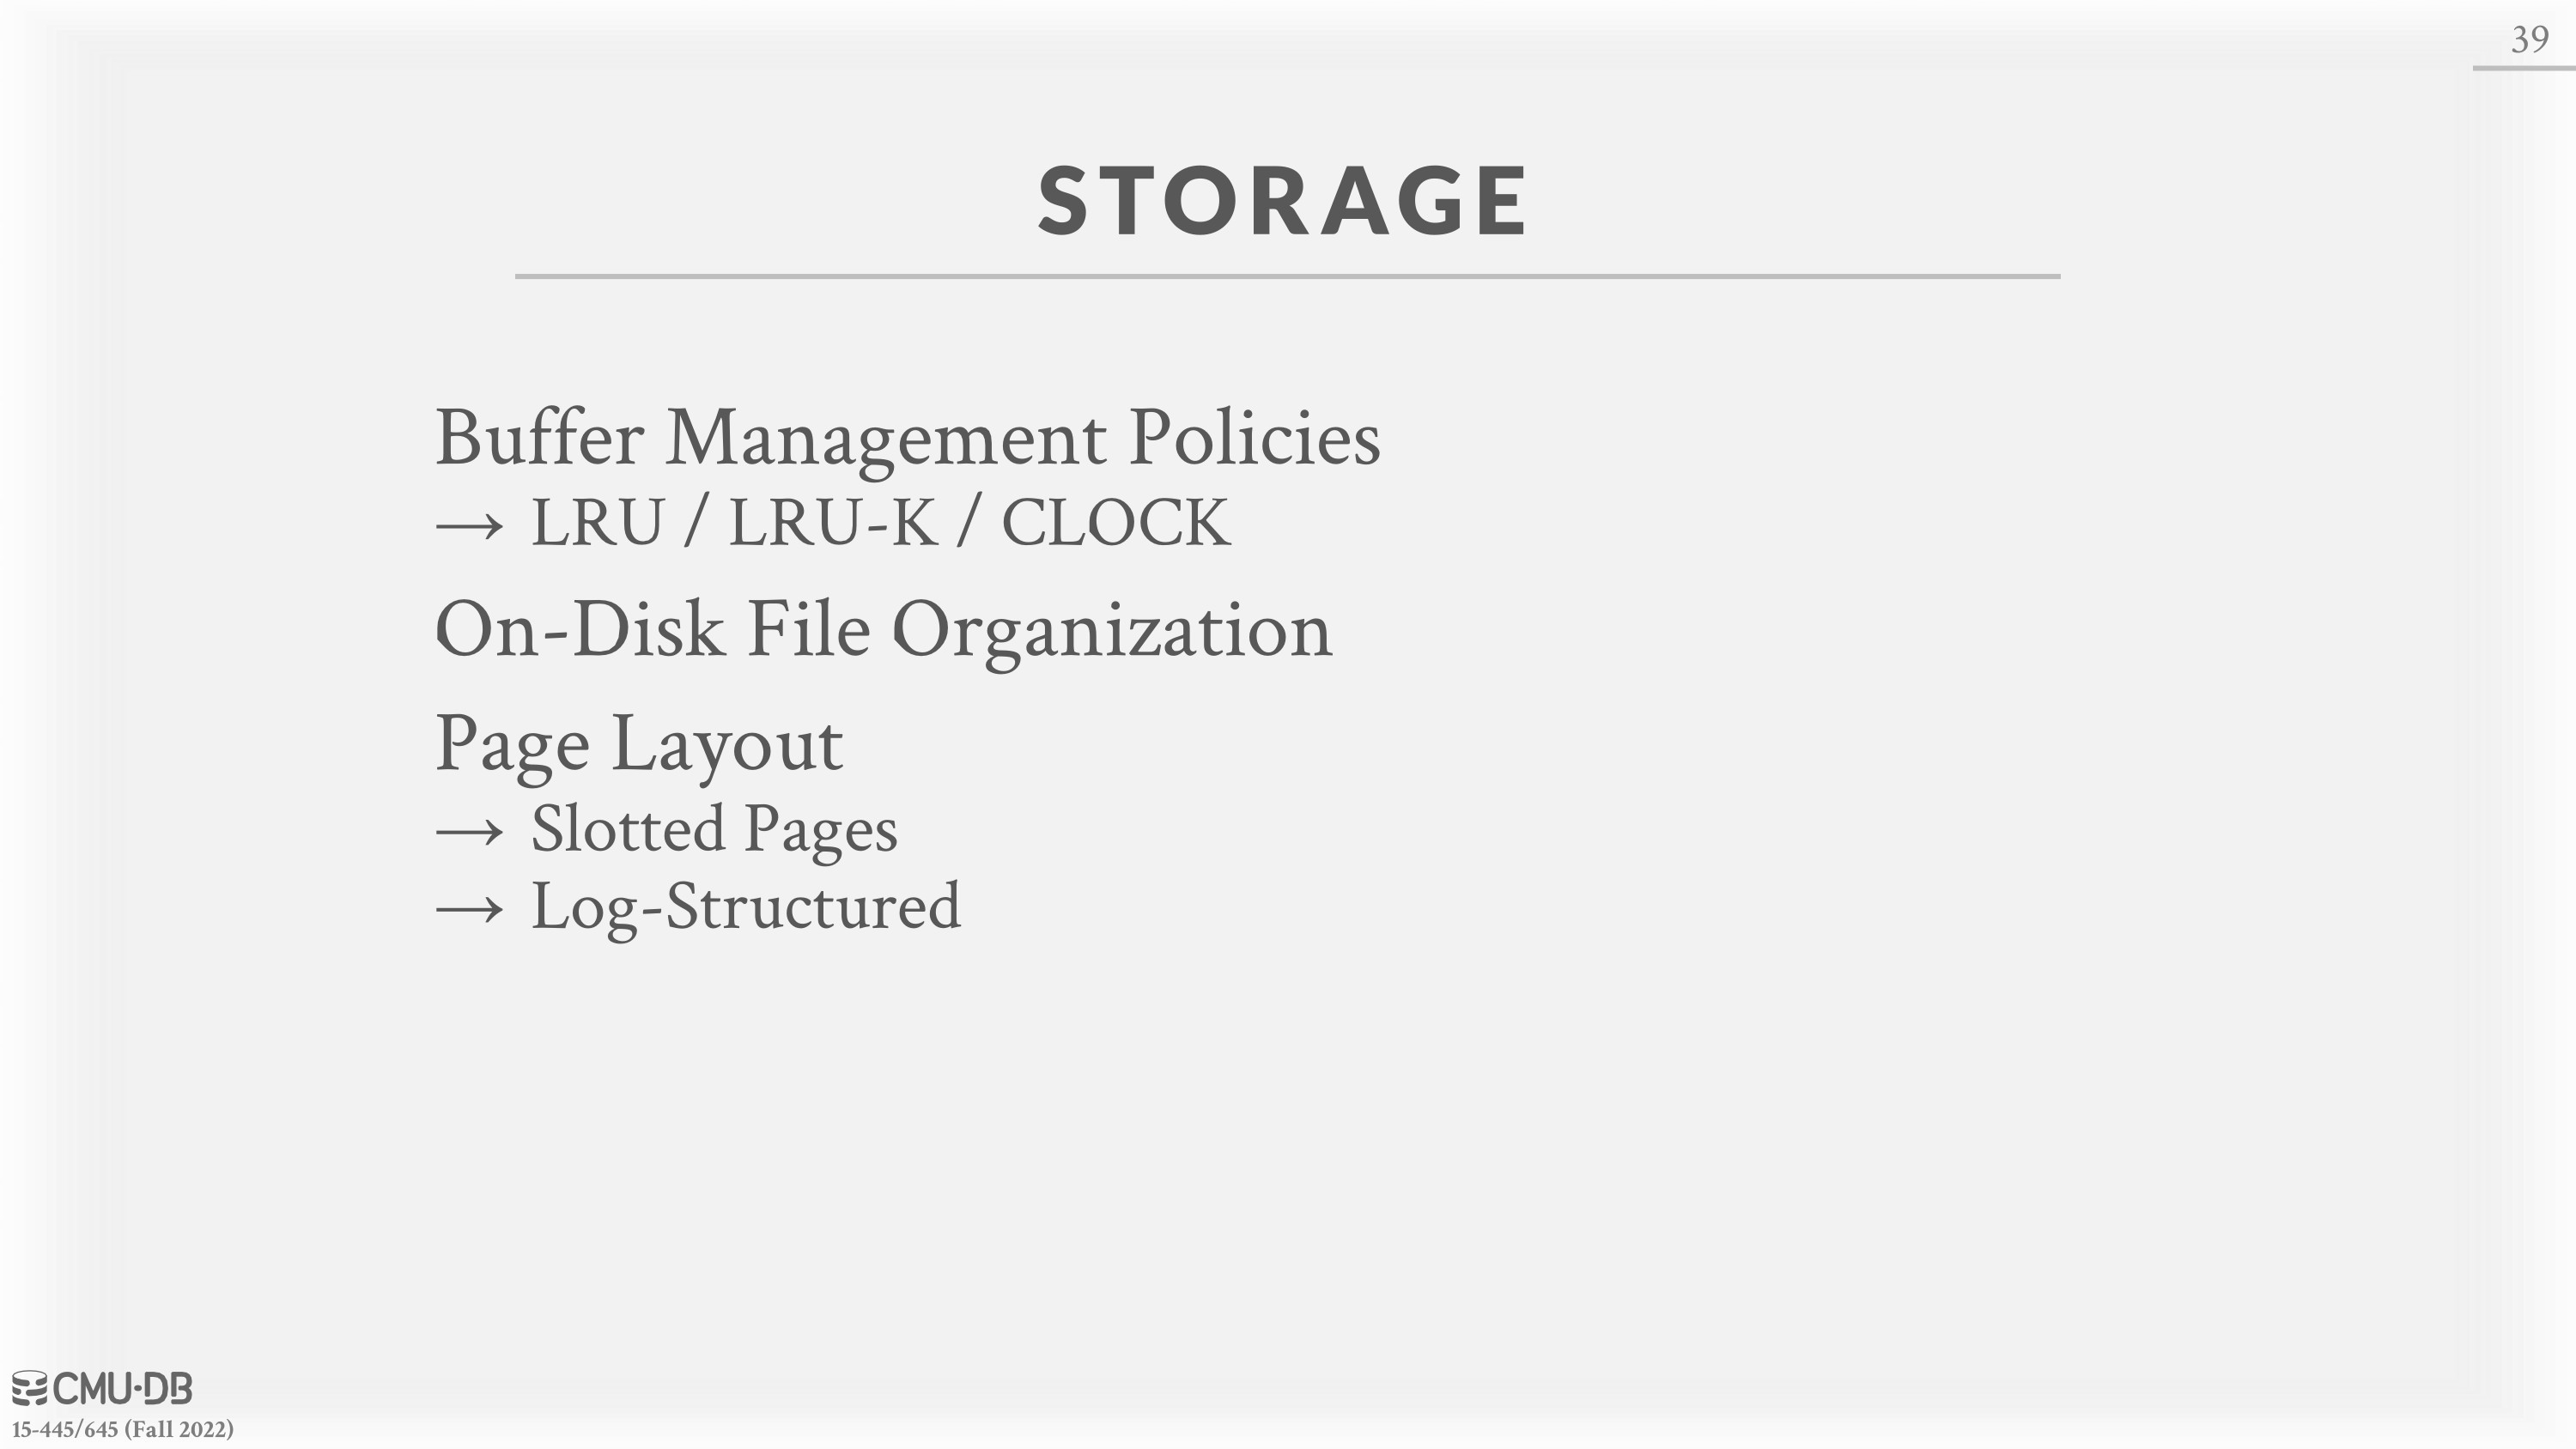 39
STORAGE
Buffer Management Policies
→ LRU / LRU-K / CLOCK
On-Disk File Organization
Page Layout
→ Slotted Pages
→ Log-Structured
CMU·DB
15-445/645 (Fall 2022)